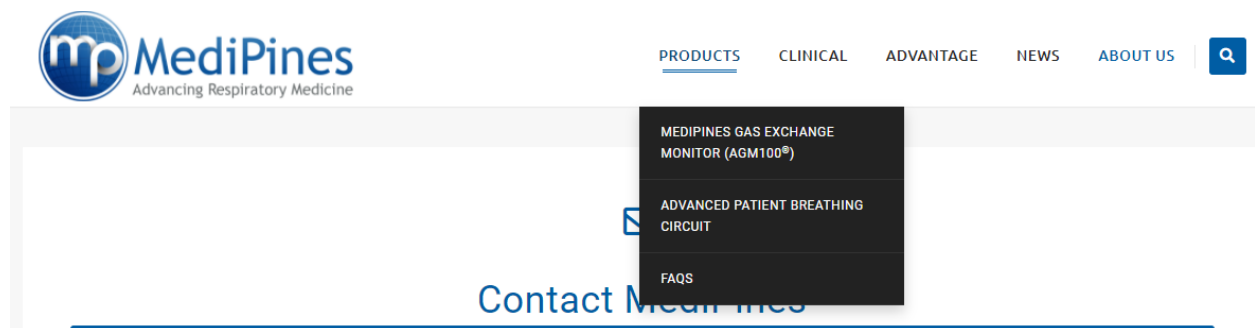 mp MediPines
Advancing Respiratory Medicine
PRODUCTS CLINICAL ADVANTAGE NEWS ABOUT US
MEDIPINES GAS EXCHANGE
MONITOR (AGM100®)
ADVANCED PATIENT BREATHING
CIRCUIT
FAQS
Contact MediPines